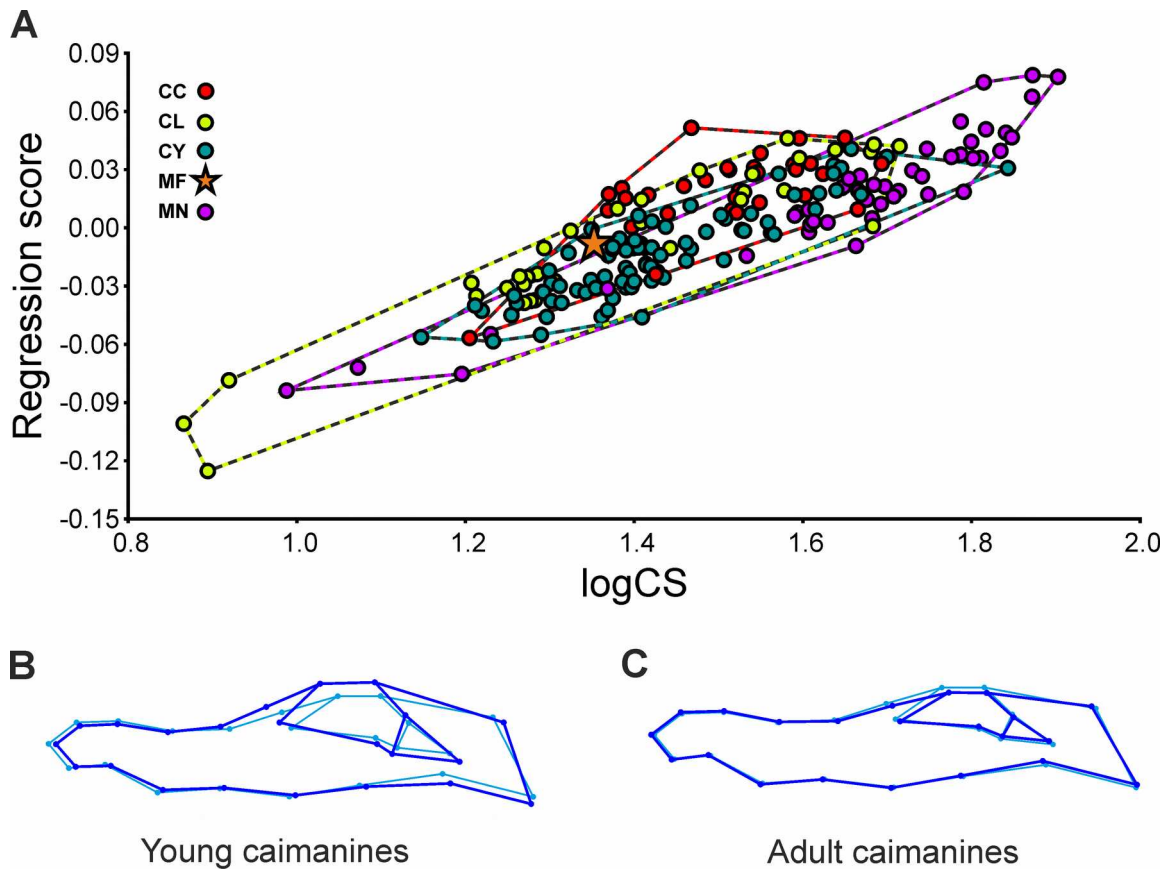 A
0.09
0.06
0.03
0.00
-0.03
-0.06
-0.09
-0.12
-0.15
Regression score
CC
CL
CY
MF
MN
0.8 1.0 1.2 1.4 1.6 1.8 2.0
logCS
B
C
Young caimanines
Adult caimanines